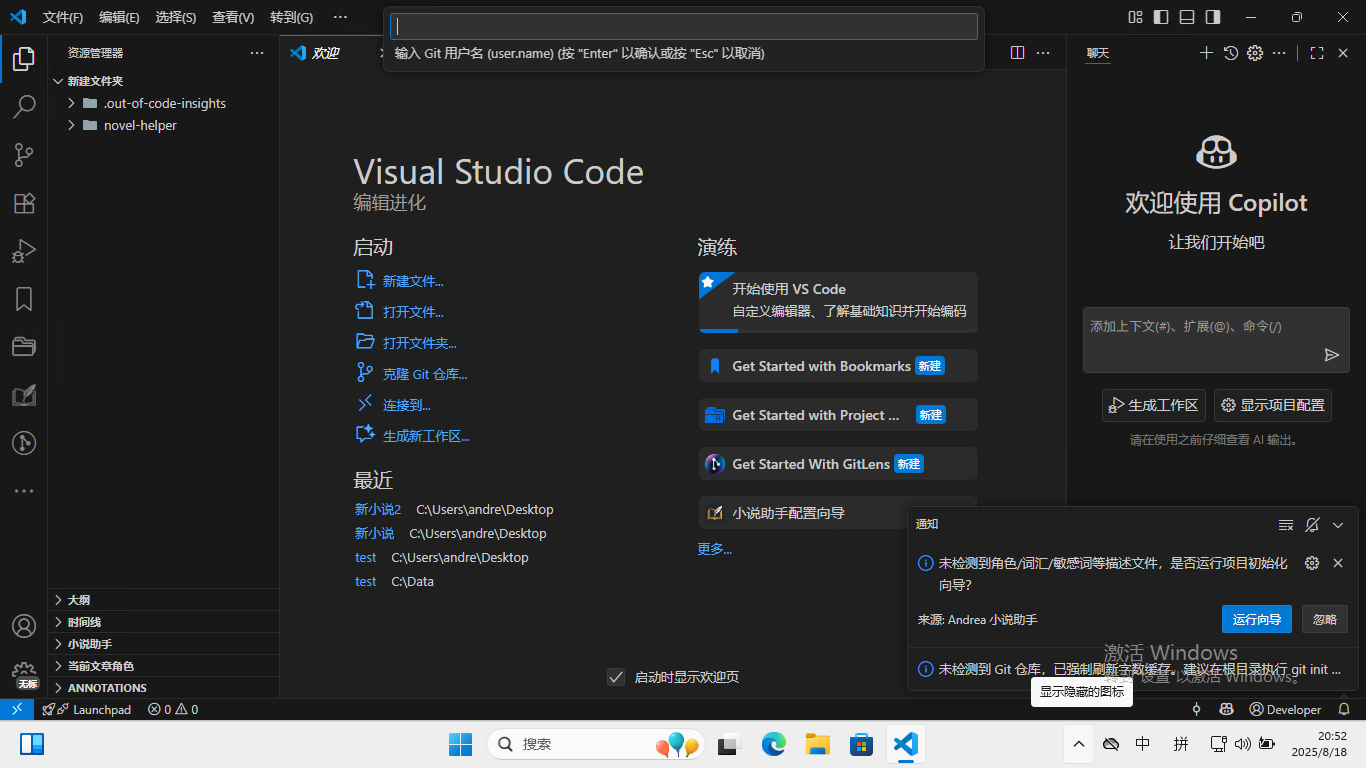 文件(F) 编辑(E) 选择(S) 查看(V) 转到(G) ···
输入 Git 用户名 (user.name) (按 "Enter" 以确认或按 "Esc" 以取消)
资源管理器
新建文件夹
.out-of-code-insights
novel-helper
大纲
时间线
小说助手
当前文章角色
ANNOTATIONS
欢迎
Visual Studio Code
编辑进化
启动
新建文件...
打开文件...
打开文件夹...
克隆 Git 仓库...
连接到...
生成新工作区...
最近
新小说2 C:\Users\andre\Desktop
新小说 C:\Users\andre\Desktop
test C:\Users\andre\Desktop
test C:\Data
演练
开始使用 VS Code
自定义编辑器、了解基础知识并开始编码
Get Started with Bookmarks 新建
Get Started with Project ... 新建
Get Started With GitLens 新建
小说助手配置向导
更多...
启动时显示欢迎页
聊天
欢迎使用 Copilot
让我们开始吧
添加上下文(#)、扩展(@)、命令(/)
生成工作区 显示项目配置
请在使用之前仔细查看 AI 输出。
通知
未检测到角色/词汇/敏感词等描述文件，是否运行项目初始化
向导?
来源: Andrea 小说助手
运行向导 忽略
未检测到 Git 仓库，已强制刷新字数缓存。建议在根目录执行 git init ...
激活 Windows
转到"设置"以激活 Windows。
显示隐藏的图标
无标
Launchpad 0 0
Developer
搜索
中 拼
20:52
2025/8/18